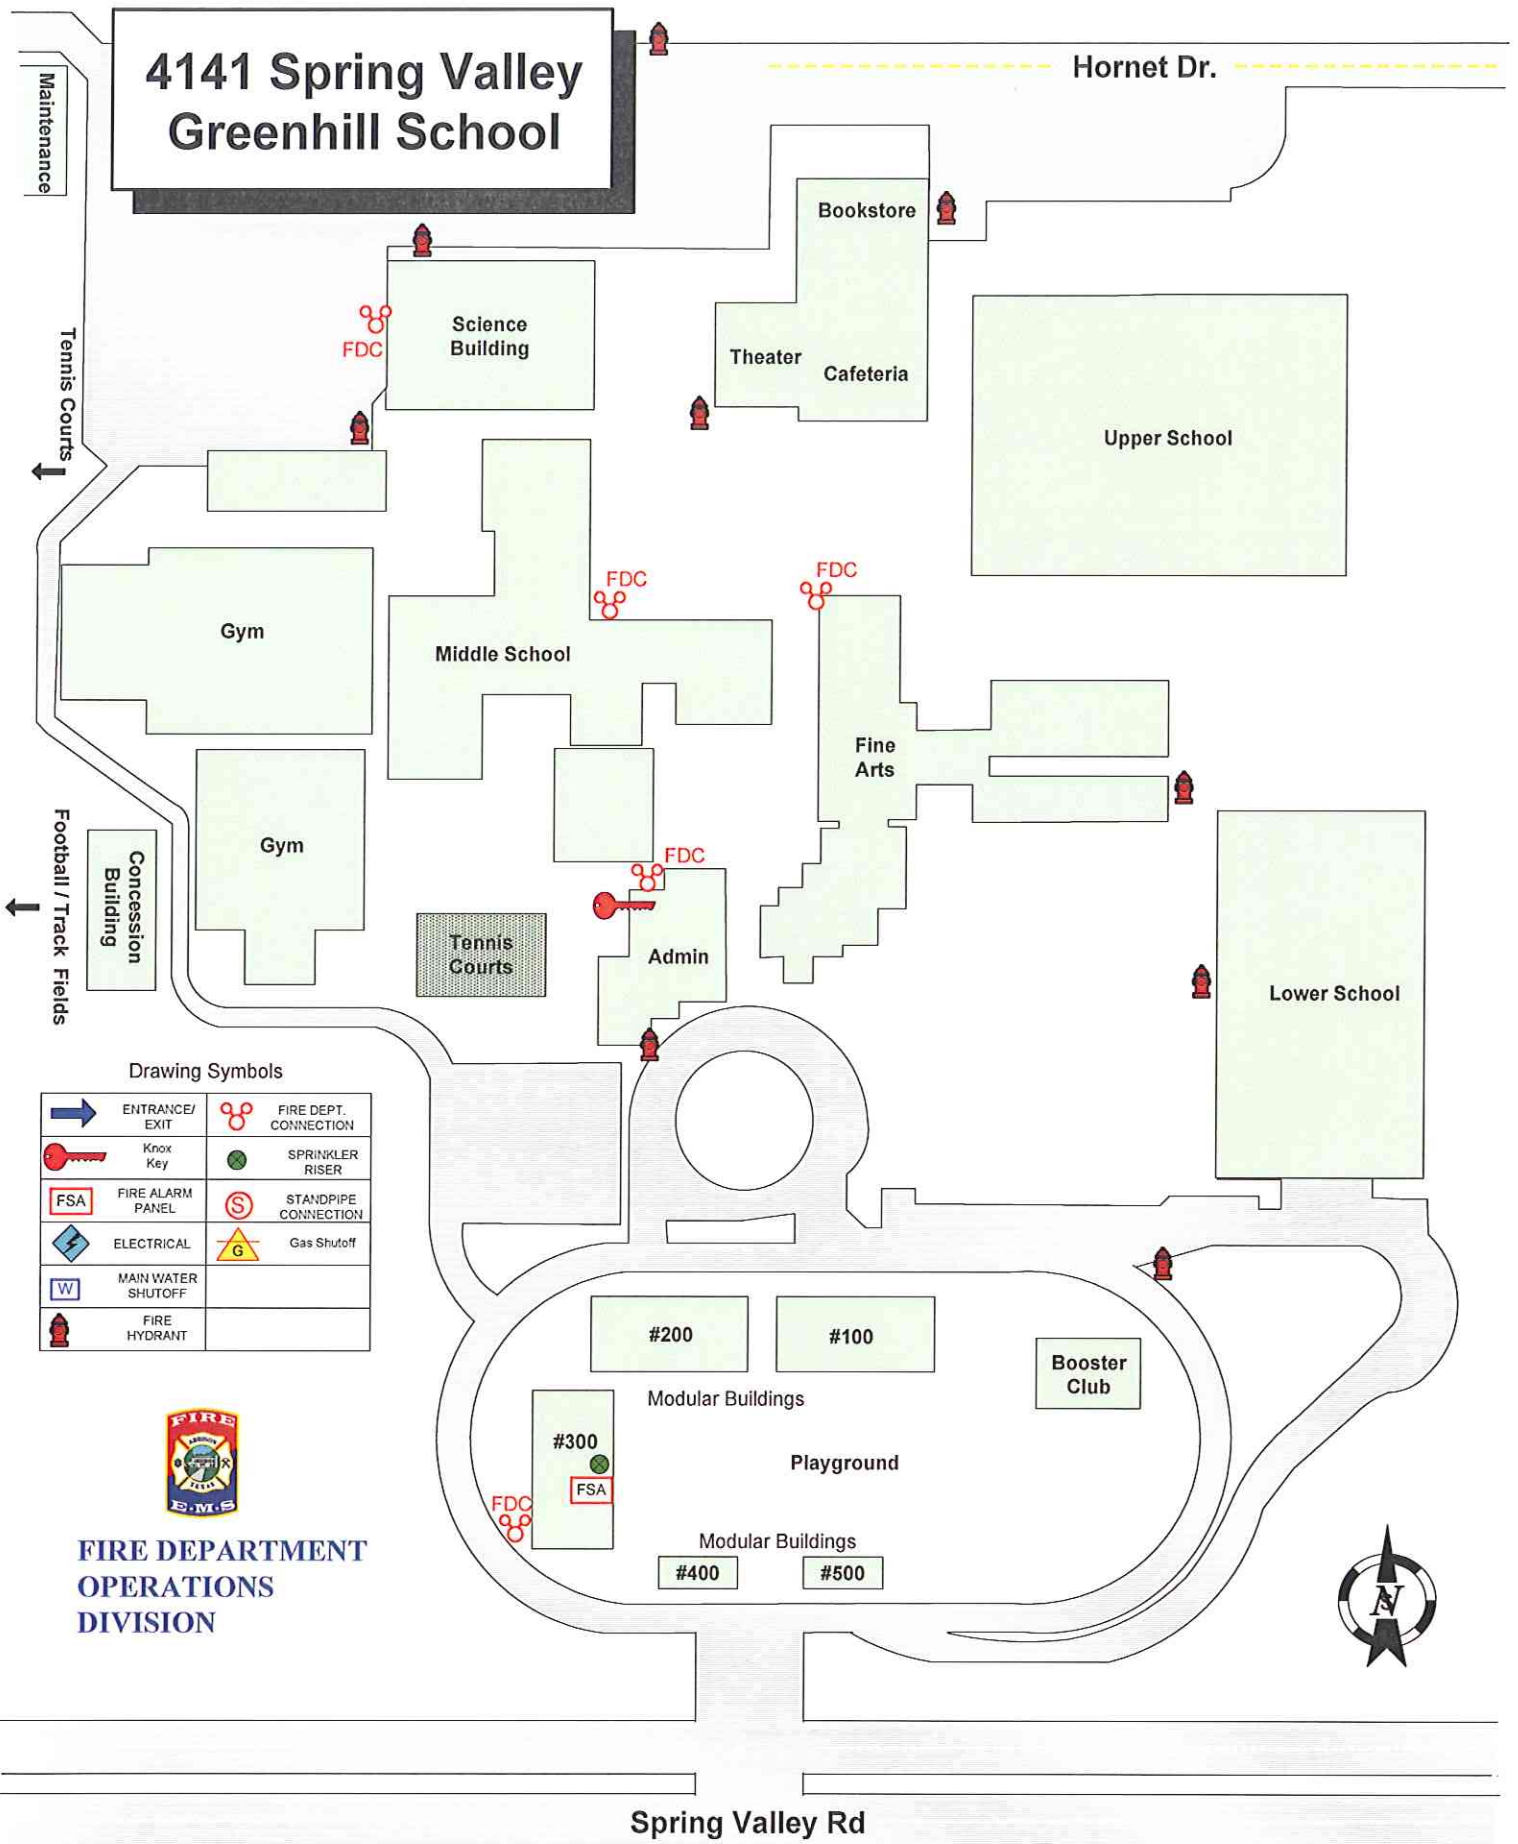 4141 Spring Valley
Greenhill School
Hornet Dr.
Maintenance
Bookstore
Science
Building
FDC
Theater
Cafeteria
Tennis Courts
Upper School
FDC
FDC
Gym
Middle School
Fine
Arts
Gym
Football / Track Fields
Concession
Building
FDC
Tennis
Courts
Admin
Lower School
Drawing Symbols
ENTRANCE/
EXIT
FIRE DEPT.
CONNECTION
Knox
Key
SPRINKLER
RISER
FSA
FIRE ALARM
PANEL
S
STANDPIPE
CONNECTION
ELECTRICAL
G
Gas Shutoff
W
MAIN WATER
SHUTOFF
FIRE
HYDRANT
#200
#100
Booster
Club
Modular Buildings
#300
Playground
FSA
FDC
Modular Buildings
#400
#500
FIRE
ADDISON
TEXAS
E·M·S
FIRE DEPARTMENT
OPERATIONS
DIVISION
N
Spring Valley Rd